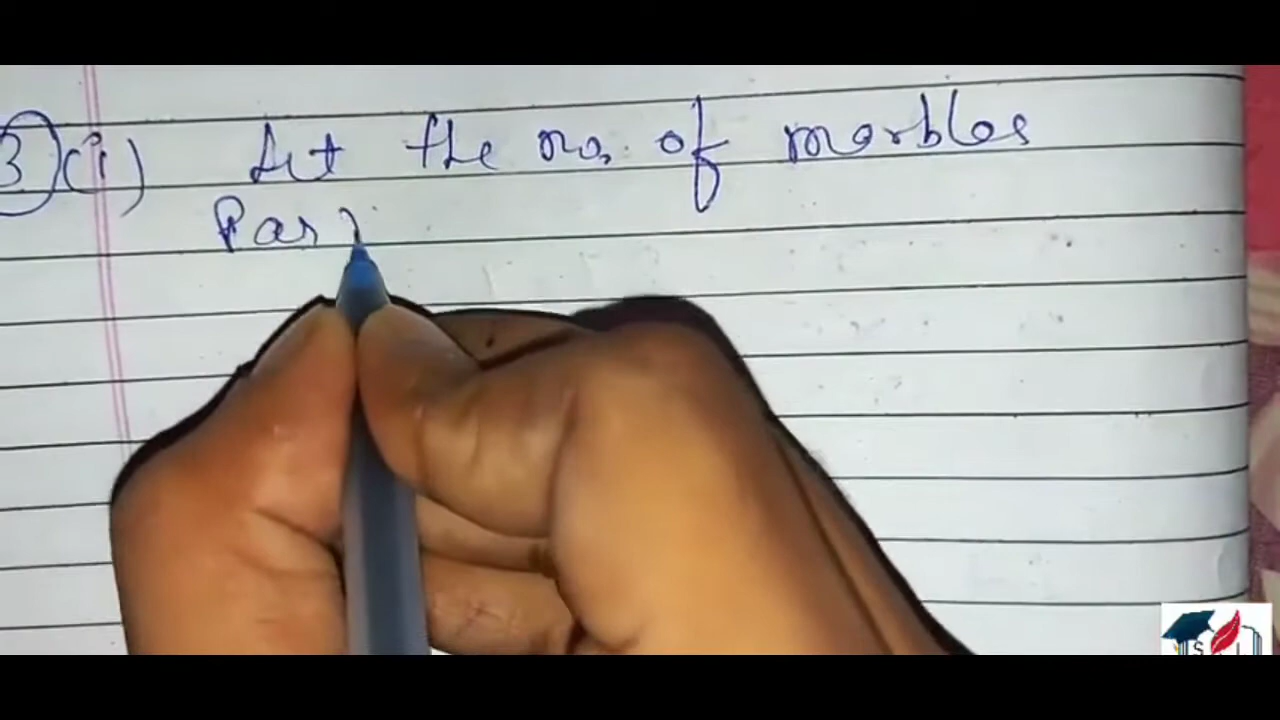 3 (i) Let the no. of marbles
Par